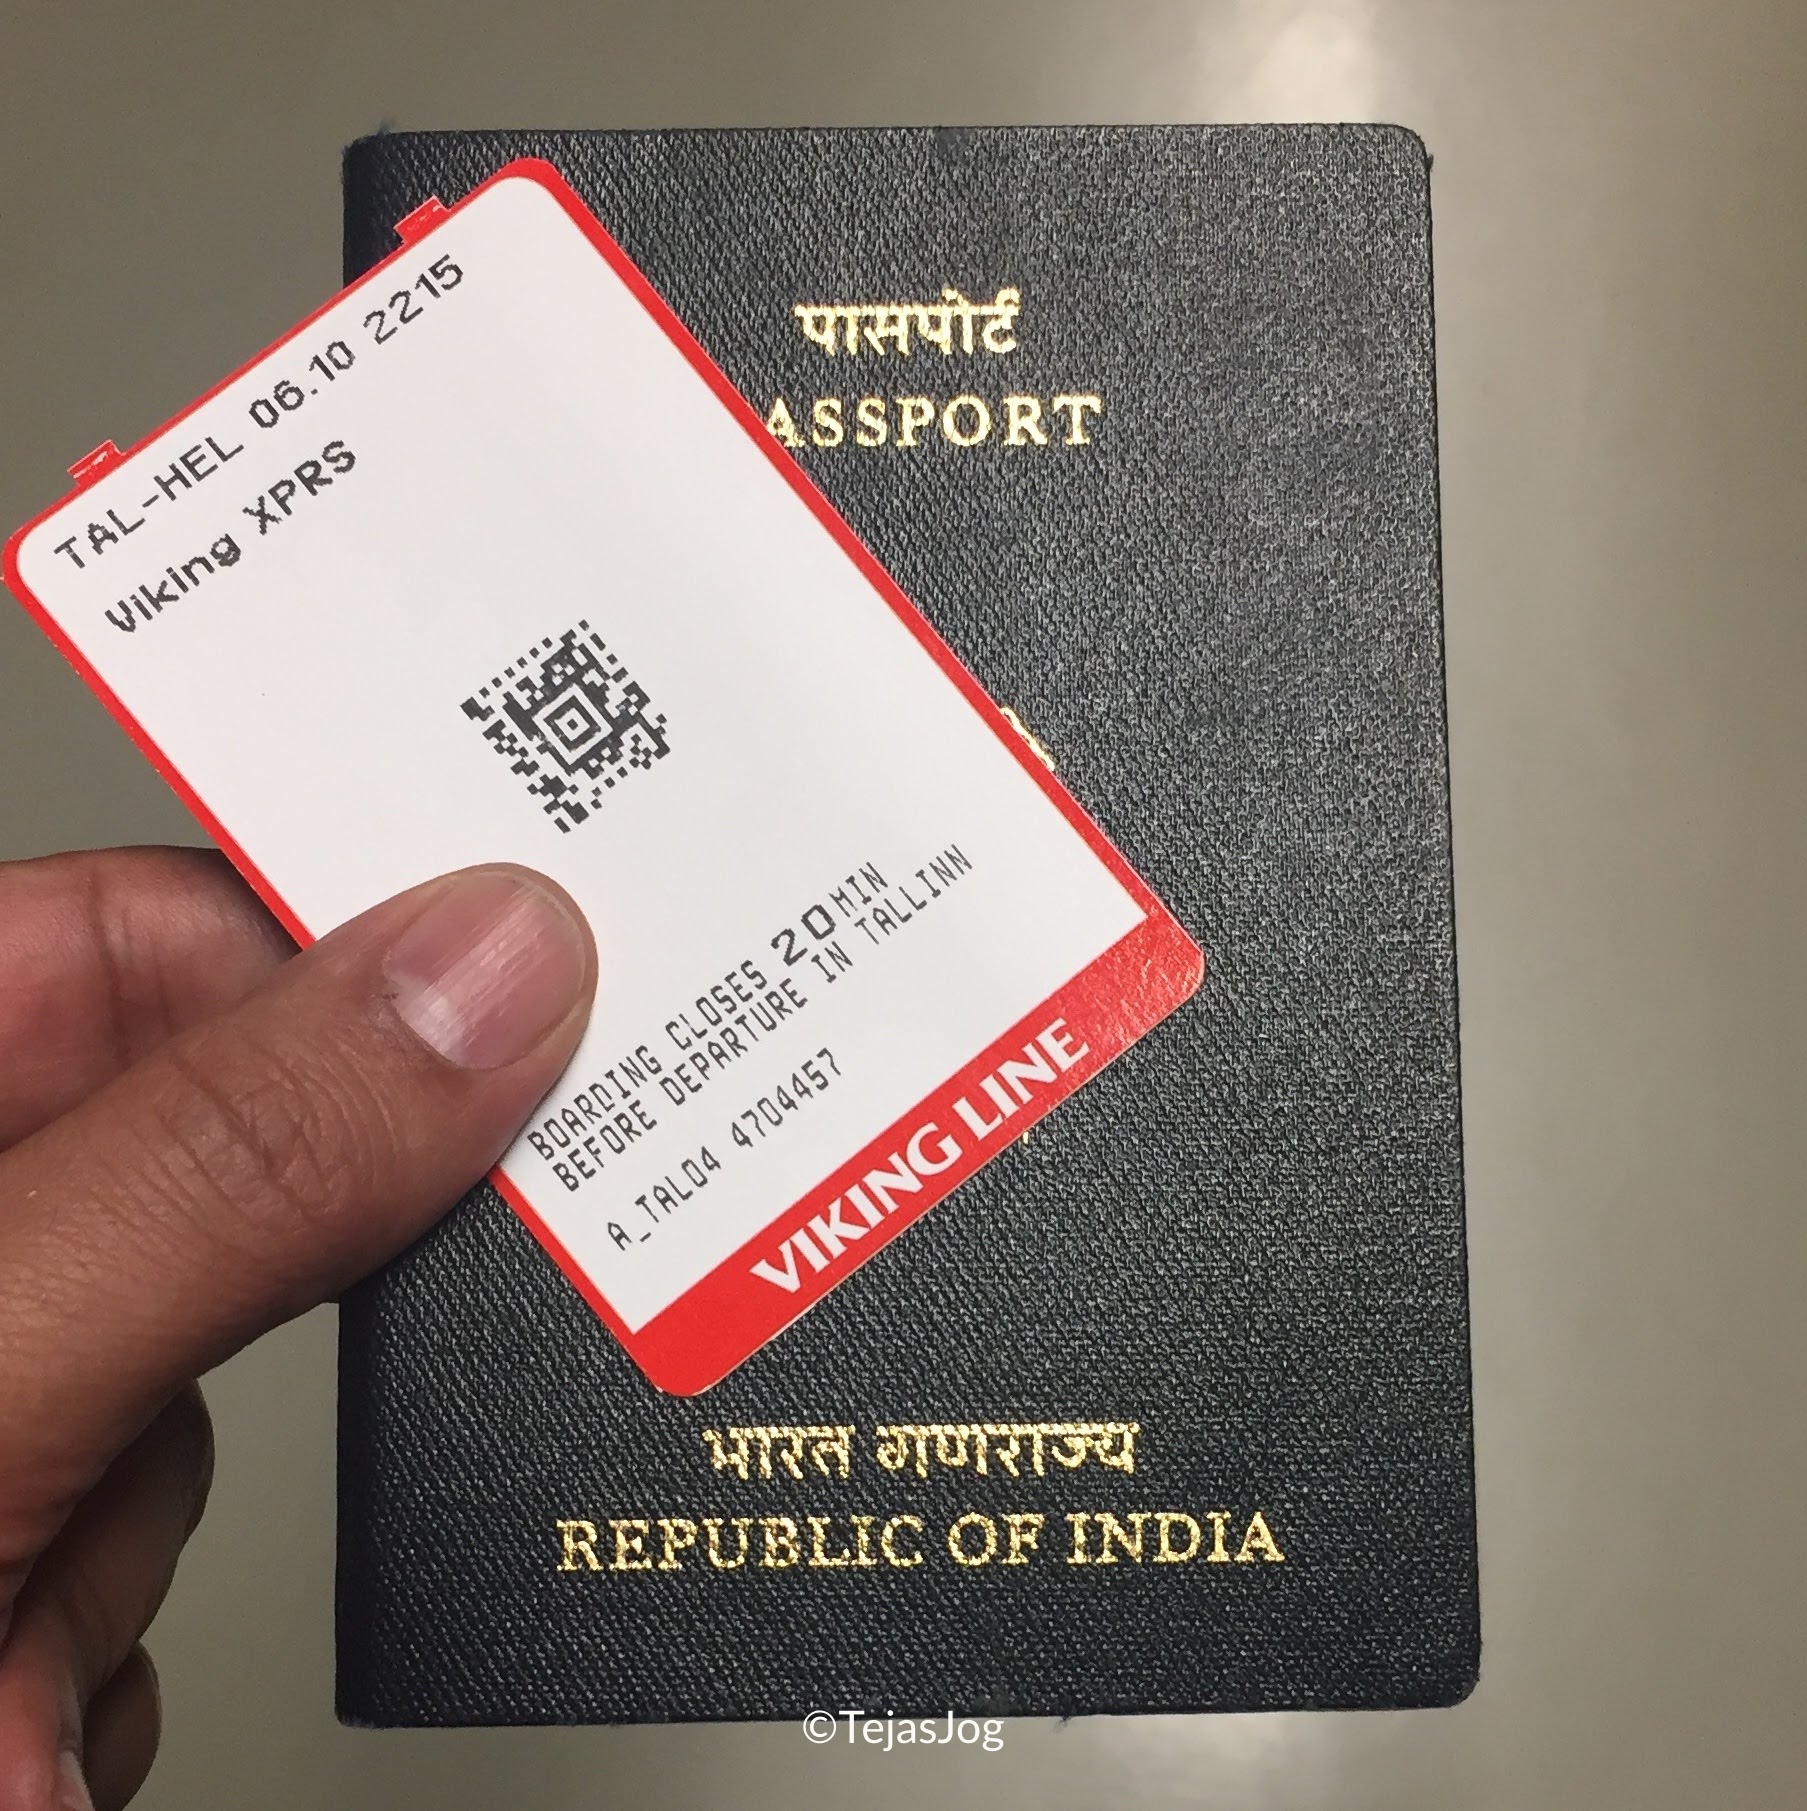 TAL-HEL 06.10 2215
Viking XPRS
BOARDING CLOSES 20 MIN
BEFORE DEPARTURE IN TALLINN
A_TAL04 4704457
VIKING LINE
पासपोर्ट
ASSPORT
भारत गणराज्य
REPUBLIC OF INDIA
©TejasJog